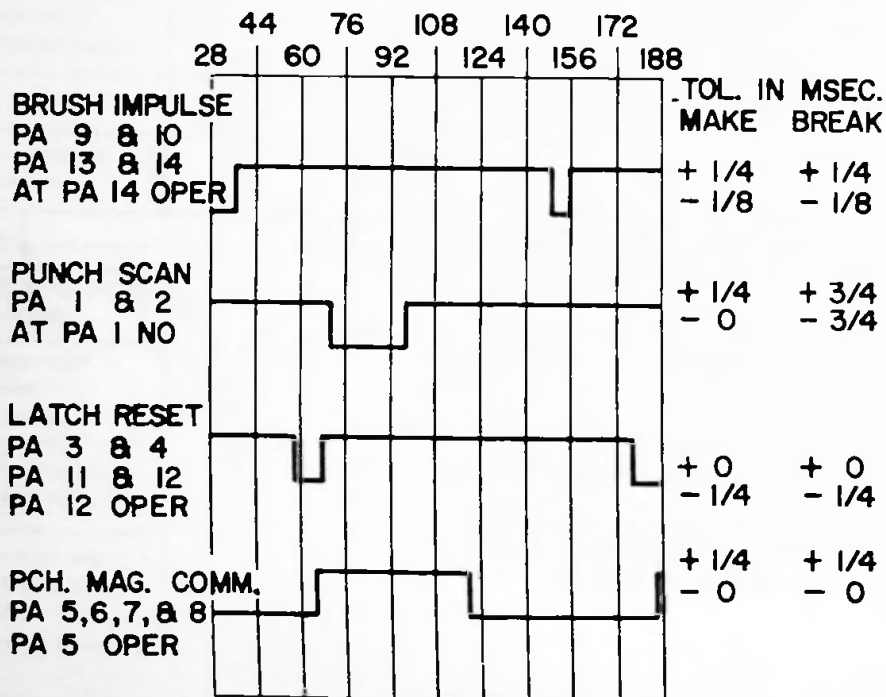 44 76 108 140 172
28 60 92 124 156 188
TOL. IN MSEC.
MAKE BREAK
BRUSH IMPULSE
PA 9 & 10
PA 13 & 14
AT PA 14 OPER
+ 1/4 + 1/4
- 1/8 - 1/8
PUNCH SCAN
PA 1 & 2
AT PA 1 NO
+ 1/4 + 3/4
- 0 - 3/4
LATCH RESET
PA 3 & 4
PA 11 & 12
PA 12 OPER
+ 0 + 0
- 1/4 - 1/4
PCH. MAG. COMM.
PA 5,6,7,& 8
PA 5 OPER
+ 1/4 + 1/4
- 0 - 0